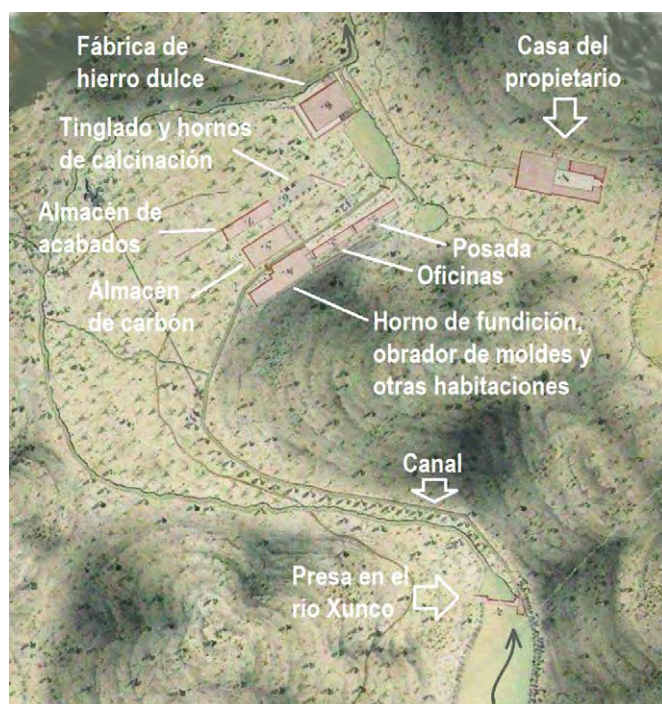 Fábrica de
hierro dulce
Casa del
propietario
Tinglado y hornos
de calcinación
Almacén de
acabados
Posada
Oficinas
Almacén
de carbón
Horno de fundición,
obrador de moldes y
otras habitaciones
Canal
Presa en el
río Xunco